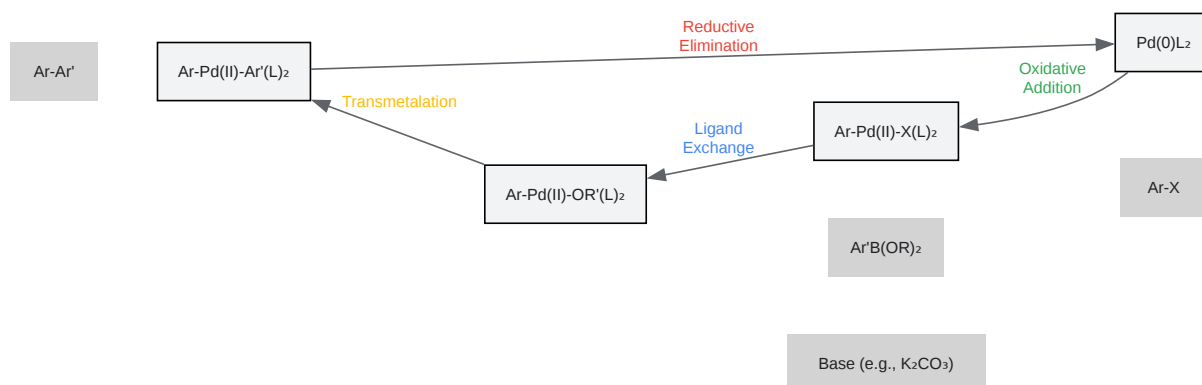 Reductive
Elimination
Pd(0)L₂
Ar-Ar'
Ar-Pd(II)-Ar'(L)₂
Oxidative
Addition
Transmetalation
Ligand
Exchange
Ar-Pd(II)-X(L)₂
Ar-X
Ar-Pd(II)-OR'(L)₂
Ar'B(OR)₂
Base (e.g., K₂CO₃)